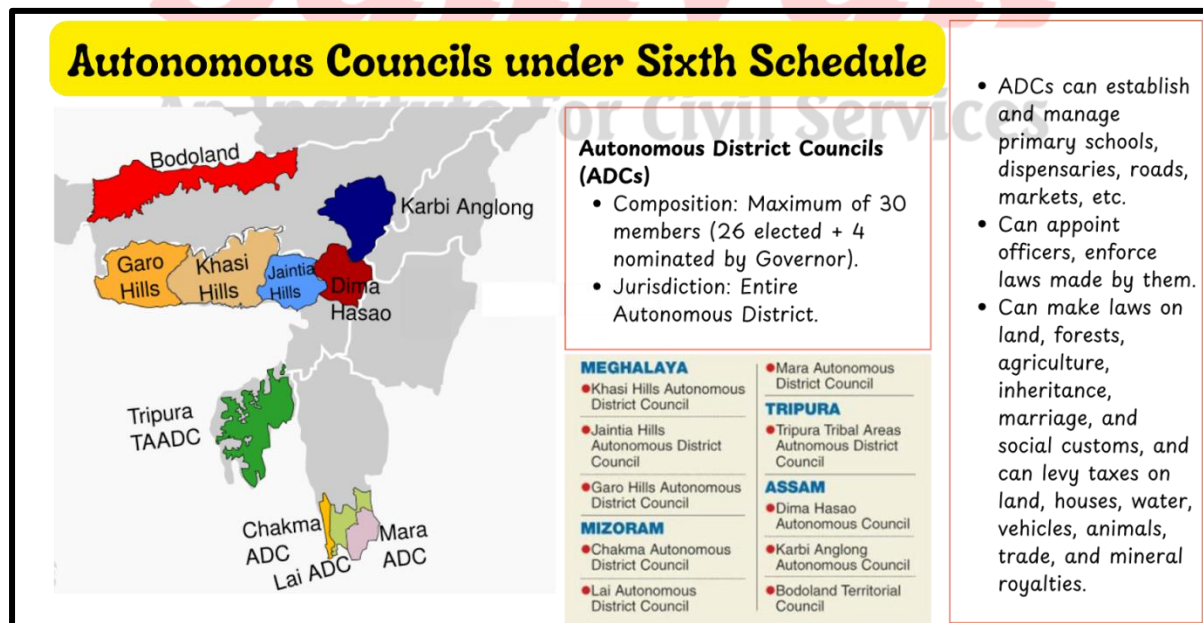 Autonomous Councils under Sixth Schedule
An Institute for Civil Services
Bodoland
Karbi Anglong
Garo
Hills
Khasi
Hills
Jaintia
Hills
Dima
Hasao
Tripura
TAADC
Chakma
ADC
Lai ADC
Mara
ADC
Autonomous District Councils
(ADCs)
• Composition: Maximum of 30
members (26 elected + 4
nominated by Governor).
• Jurisdiction: Entire
Autonomous District.
MEGHALAYA
●Khasi Hills Autonomous
District Council
●Jaintia Hills
Autonomous District
Council
●Garo Hills Autonomous
District Council
MIZORAM
●Chakma Autonomous
District Council
●Lai Autonomous
District Council
●Mara Autonomous
District Council
TRIPURA
●Tripura Tribal Areas
Autnomous District
Council
ASSAM
●Dima Hasao
Autonomous Council
●Karbi Anglong
Autonomous Council
●Bodoland Territorial
Council
• ADCs can establish
and manage
primary schools,
dispensaries, roads,
markets, etc.
• Can appoint
officers, enforce
laws made by them.
• Can make laws on
land, forests,
agriculture,
inheritance,
marriage, and
social customs, and
can levy taxes on
land, houses, water,
vehicles, animals,
trade, and mineral
royalties.